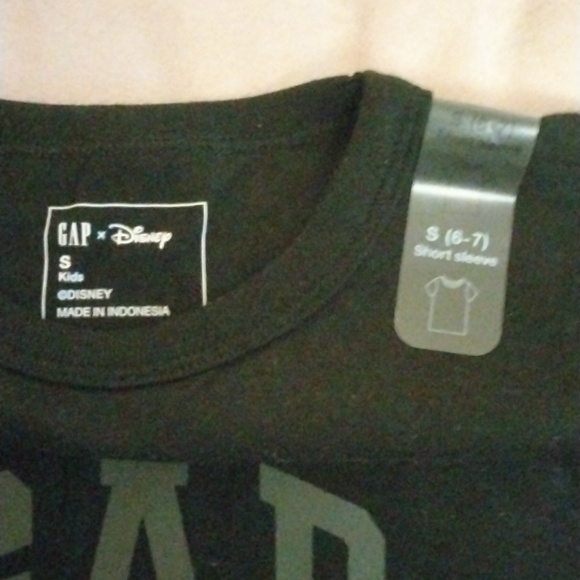 GAP × Disney
S
Kids
©DISNEY
MADE IN INDONESIA
S (6-7)
Short sleeve
GAP